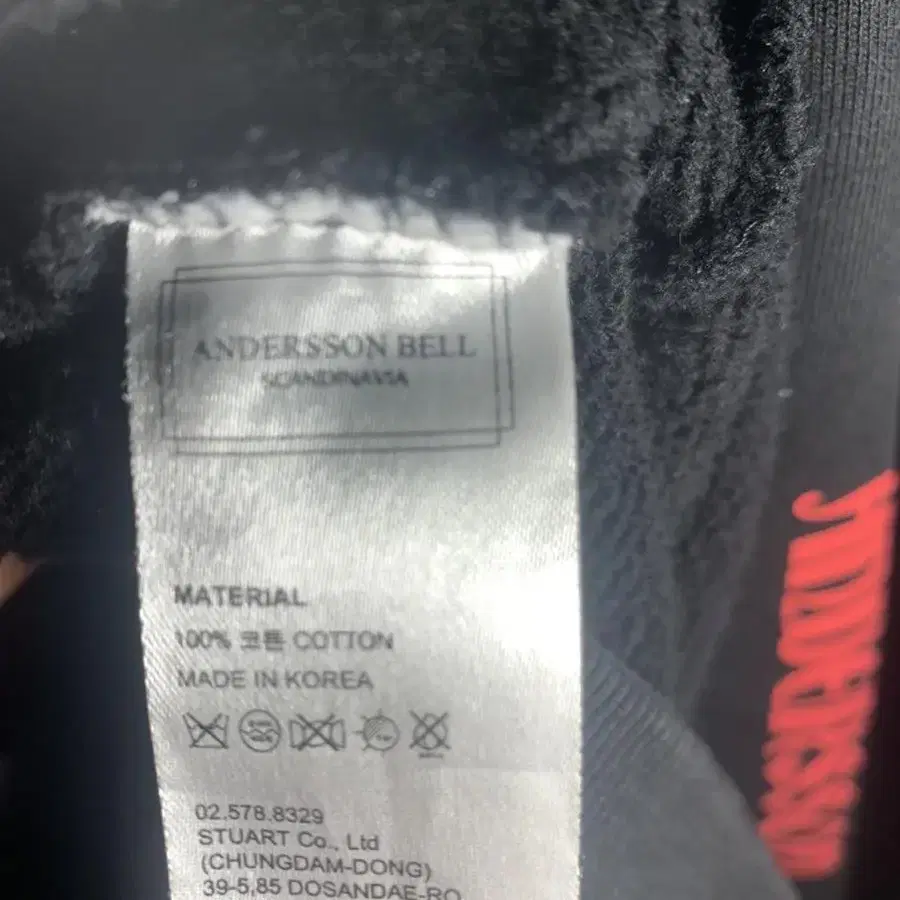 ANDERSSON BELL
SCANDINAVIA
MATERIAL
100% 코튼 COTTON
MADE IN KOREA
02.578.8329
STUART Co., Ltd
(CHUNGDAM-DONG)
39-5,85 DOSANDAE-RO